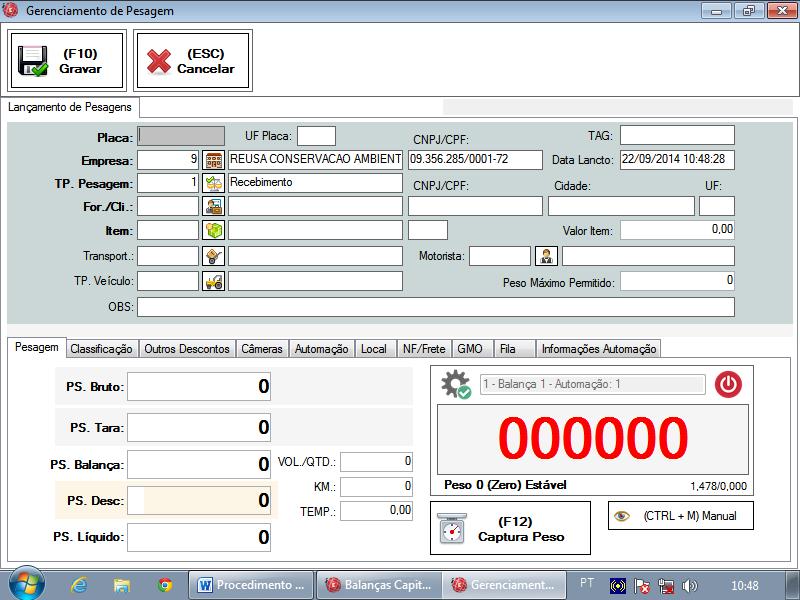 Gerenciamento de Pesagem
(F10)
Gravar
(ESC)
Cancelar
Lançamento de Pesagens
Placa: UF Placa: CNPJ/CPF: TAG:
Empresa: 9 REUSA CONSERVACAO AMBIENT 09.356.285/0001-72 Data Lancto: 22/09/2014 10:48:28
TP. Pesagem: 1 Recebimento CNPJ/CPF: Cidade: UF:
For./Cli.:
Item: Valor Item: 0,00
Transport.: Motorista:
TP. Veículo: Peso Máximo Permitido: 0
OBS:
Pesagem Classificação Outros Descontos Câmeras Automação Local NF/Frete GMO Fila Informações Automação
PS. Bruto: 0
PS. Tara: 0
PS. Balança: 0
PS. Desc: 0
PS. Líquido: 0
VOL./QTD.: 0
KM.: 0
TEMP.: 0,00
1 - Balança 1 - Automação: 1
000000
Peso 0 (Zero) Estável 1,478/0,000
(F12)
Captura Peso
(CTRL + M) Manual
Procedimento ... Balanças Capit... Gerenciament... PT 10:48